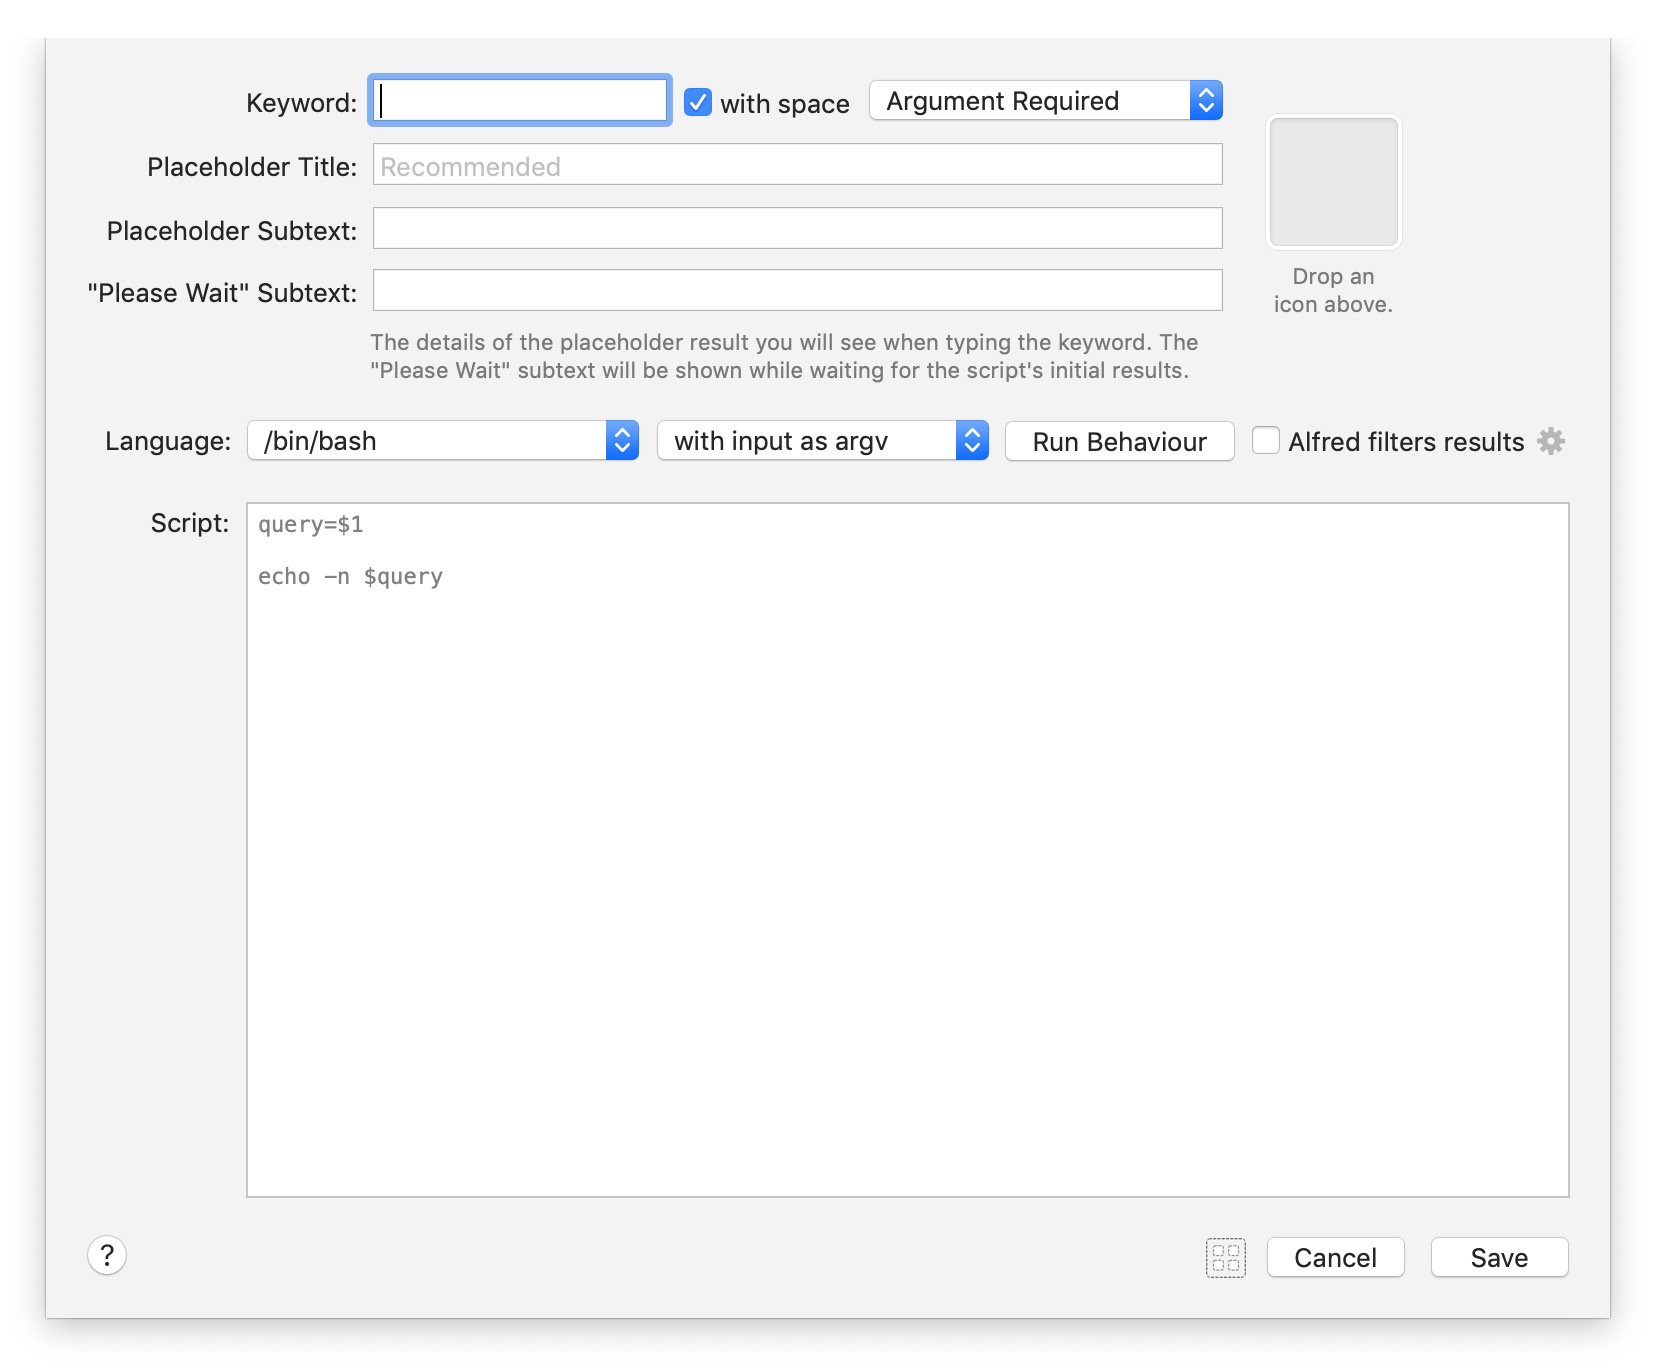 Keyword: with space Argument Required
Placeholder Title: Recommended
Placeholder Subtext:
"Please Wait" Subtext:
Drop an
icon above.
The details of the placeholder result you will see when typing the keyword. The
"Please Wait" subtext will be shown while waiting for the script's initial results.
Language: /bin/bash with input as argv Run Behaviour Alfred filters results
Script: query=$1
echo -n $query
? Cancel Save